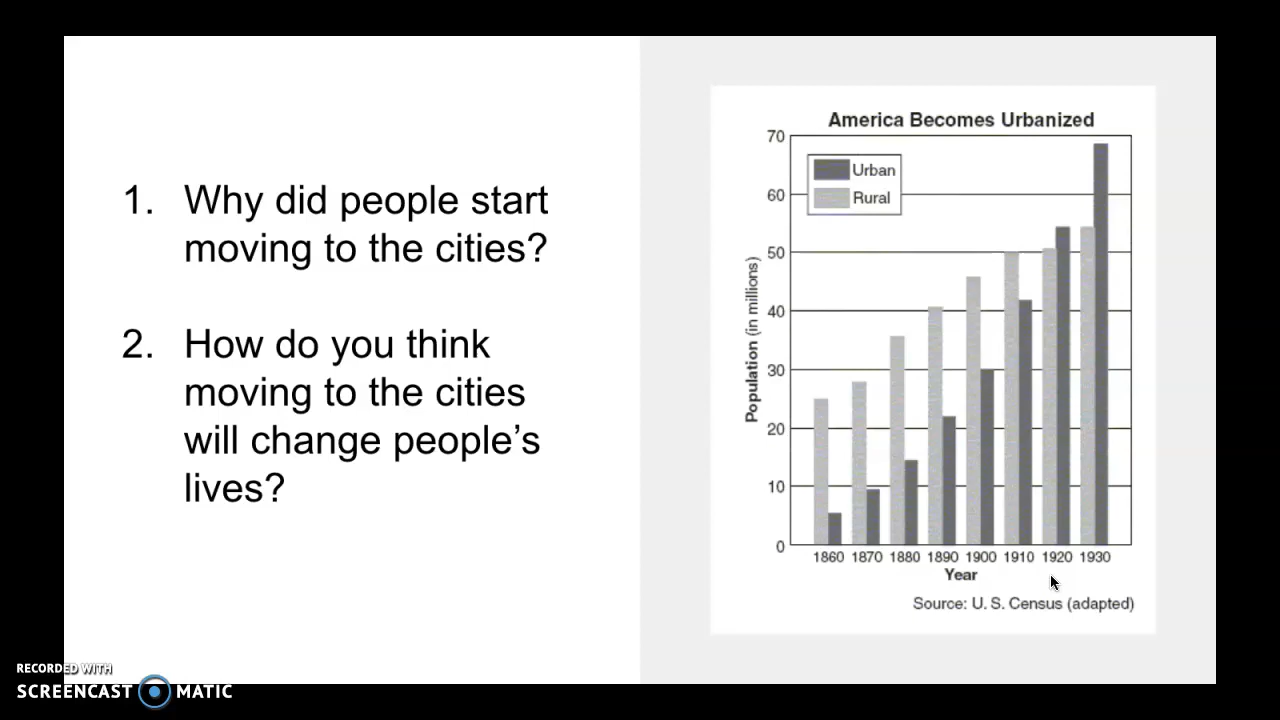 1. Why did people start
moving to the cities?
2. How do you think
moving to the cities
will change people's
lives?
America Becomes Urbanized
70
60
50
40
30
20
10
0
Population (in millions)
Urban
Rural
1860 1870 1880 1890 1900 1910 1920 1930
Year
Source: U. S. Census (adapted)
RECORDED WITH
SCREENCAST MATIC